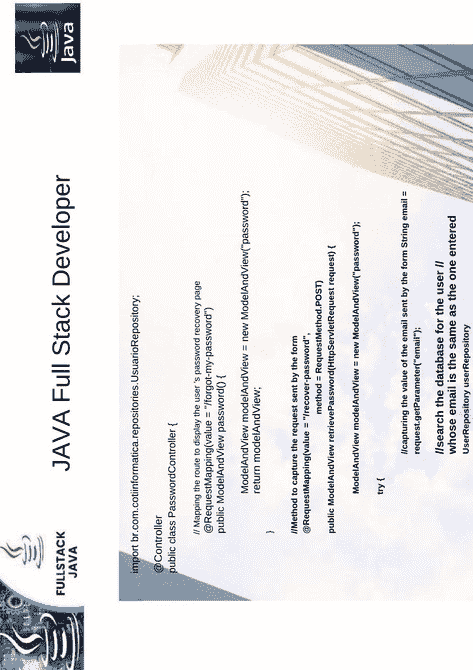 FULLSTACK
JAVA
JAVA Full Stack Developer
Java
import br.com.cotiinformatica.repositories.UsuarioRepository;
@Controller
public class PasswordController {
// Mapping the route to display the user's password recovery page
@RequestMapping(value = "/forgot-my-password")
public ModelAndView password() {
ModelAndView modelAndView = new ModelAndView("password");
return modelAndView;
}
//Method to capture the request sent by the form
@RequestMapping(value = "/recover-password",
method = RequestMethod.POST)
public ModelAndView retrievePassword(HttpServletRequest request) {
ModelAndView modelAndView = new ModelAndView("password");
try {
//capturing the value of the email sent by the form String email =
request.getParameter("email");
//search the database for the user //
whose email is the same as the one entered
UserRepository userRepository